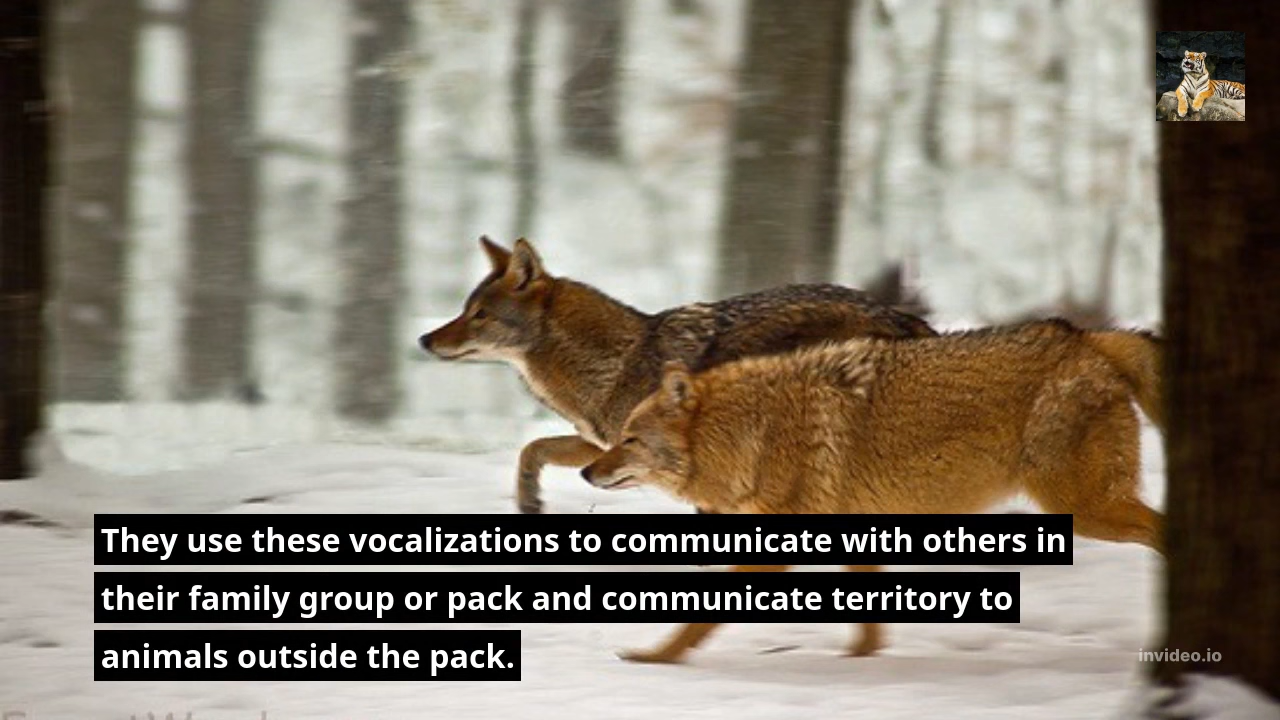 They use these vocalizations to communicate with others in
their family group or pack and communicate territory to
animals outside the pack.
invideo.io